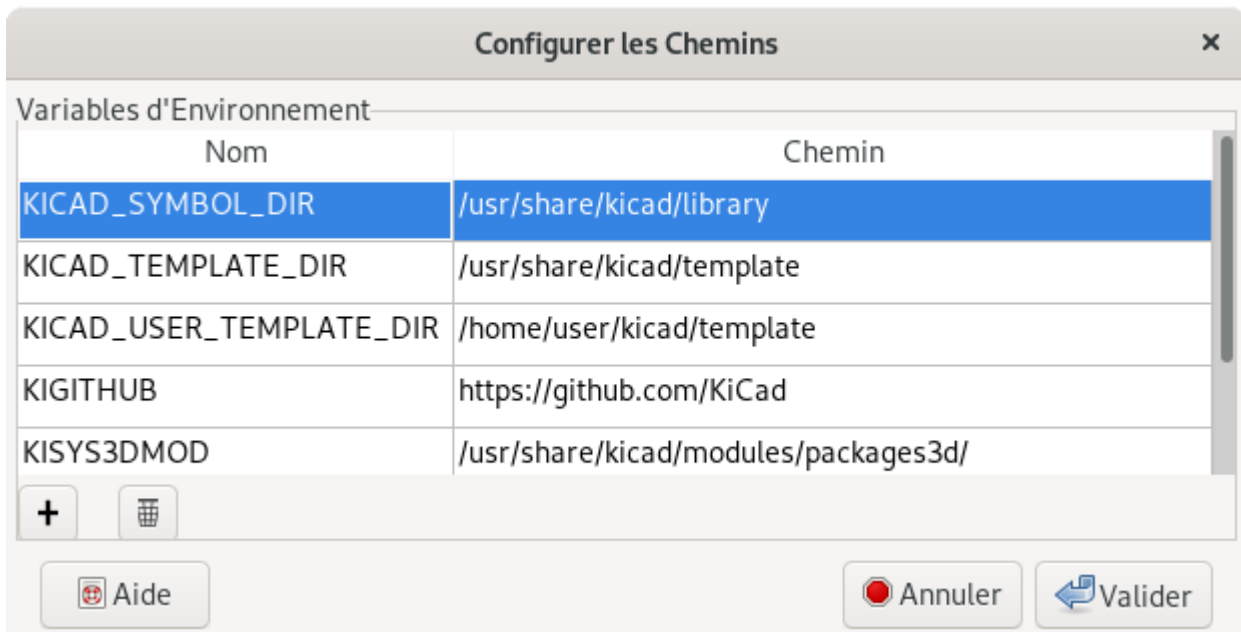 Configurer les Chemins
Variables d'Environnement
Nom Chemin
KICAD_SYMBOL_DIR /usr/share/kicad/library
KICAD_TEMPLATE_DIR /usr/share/kicad/template
KICAD_USER_TEMPLATE_DIR /home/user/kicad/template
KIGITHUB https://github.com/KiCad
KISYS3DMOD /usr/share/kicad/modules/packages3d/
Aide Annuler Valider